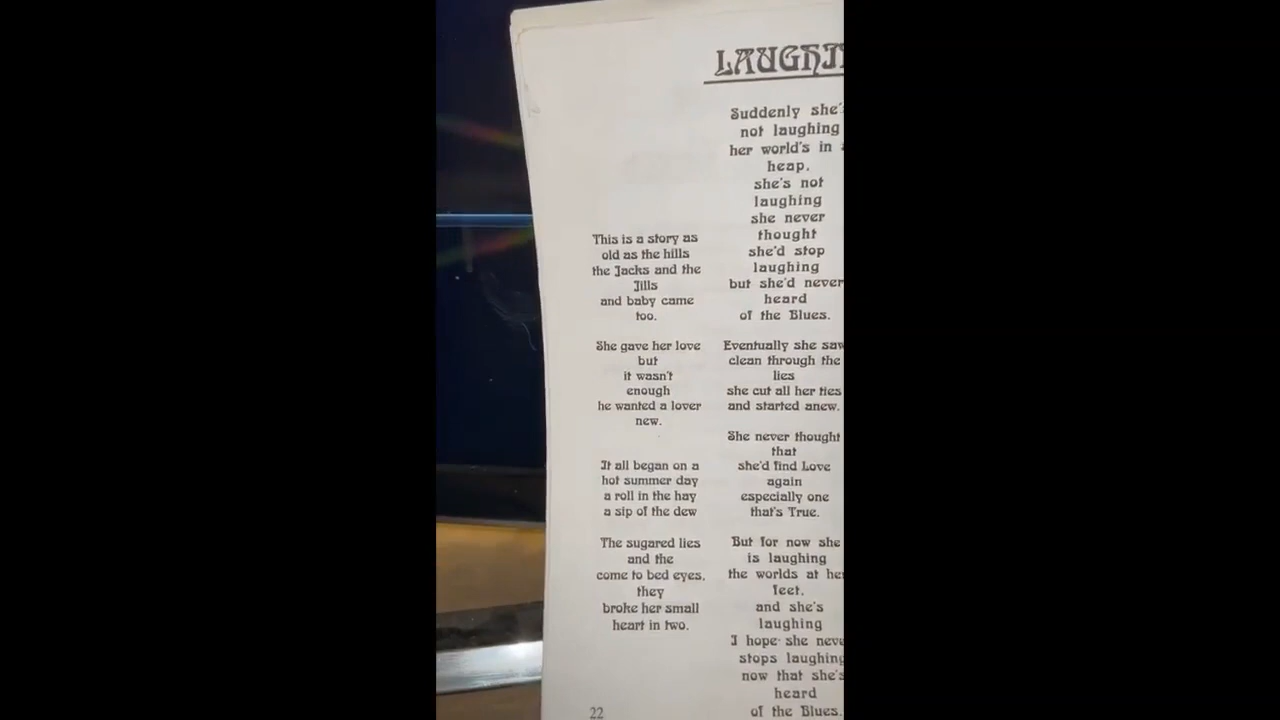 LAUGHI
This is a story as
old as the hills
the Jacks and the
Jills
and baby came
too.
She gave her love
but
it wasn't
enough
he wanted a lover
new.
It all began on a
hot summer day
a roll in the hay
a sip of the dew
The sugared lies
and the
come to bed eyes,
they
broke her small
heart in two.
22
Suddenly she's
not laughing
her world's in a
heap,
she's not
laughing
she never
thought
she'd stop
laughing
but she'd never
heard
of the Blues.
Eventually she saw
clean through the
lies
she cut all her ties
and started anew.
She never thought
that
she'd find Love
again
especially one
that's True.
But for now she
is laughing
the worlds at her
feet,
and she's
laughing
I hope she never
stops laughing
now that she's
heard
of the Blues.